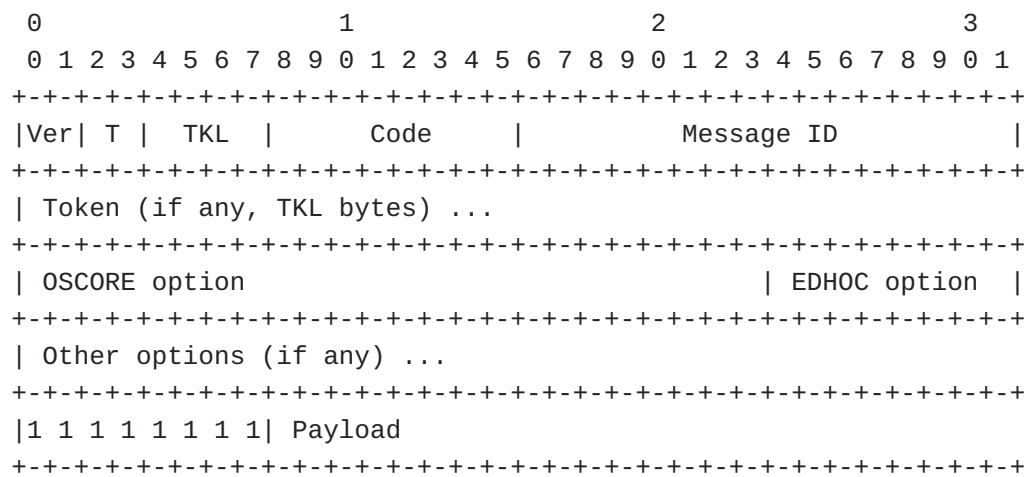 0                   1                   2                   3
 0 1 2 3 4 5 6 7 8 9 0 1 2 3 4 5 6 7 8 9 0 1 2 3 4 5 6 7 8 9 0 1
+-+-+-+-+-+-+-+-+-+-+-+-+-+-+-+-+-+-+-+-+-+-+-+-+-+-+-+-+-+-+-+-+
|Ver| T |  TKL  |      Code     |          Message ID           |
+-+-+-+-+-+-+-+-+-+-+-+-+-+-+-+-+-+-+-+-+-+-+-+-+-+-+-+-+-+-+-+-+
| Token (if any, TKL bytes) ...
+-+-+-+-+-+-+-+-+-+-+-+-+-+-+-+-+-+-+-+-+-+-+-+-+-+-+-+-+-+-+-+-+
| OSCORE option                                 | EDHOC option  |
+-+-+-+-+-+-+-+-+-+-+-+-+-+-+-+-+-+-+-+-+-+-+-+-+-+-+-+-+-+-+-+-+
| Other options (if any) ...
+-+-+-+-+-+-+-+-+-+-+-+-+-+-+-+-+-+-+-+-+-+-+-+-+-+-+-+-+-+-+-+-+
|1 1 1 1 1 1 1 1| Payload
+-+-+-+-+-+-+-+-+-+-+-+-+-+-+-+-+-+-+-+-+-+-+-+-+-+-+-+-+-+-+-+-+